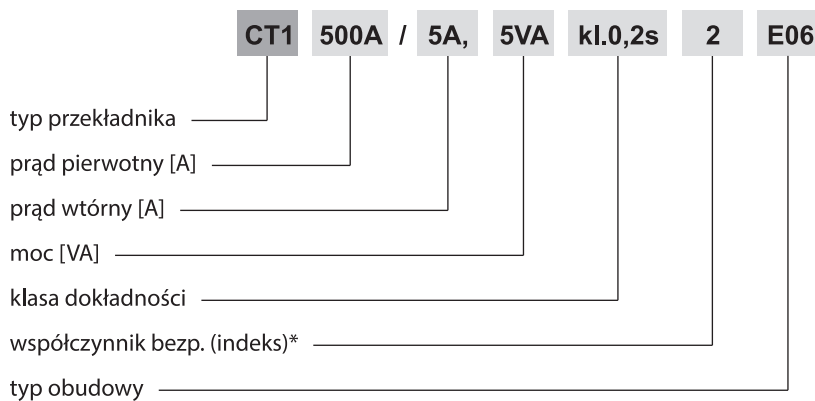 CT1 500A / 5A, 5VA kl.0,2s 2 E06
typ przekładnika
prąd pierwotny [A]
prąd wtórny [A]
moc [VA]
klasa dokładności
współczynnik bezp. (indeks)*
typ obudowy